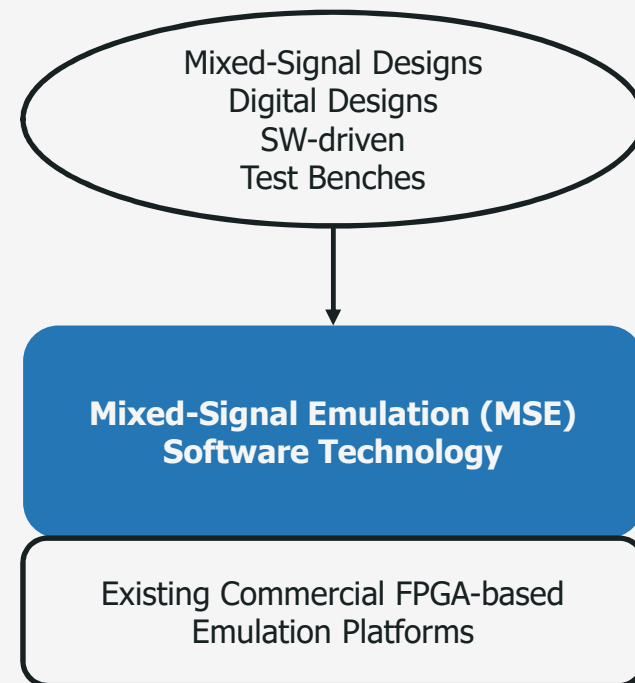 Mixed-Signal Designs
Digital Designs
SW-driven
Test Benches
Mixed-Signal Emulation (MSE)
Software Technology
Existing Commercial FPGA-based
Emulation Platforms